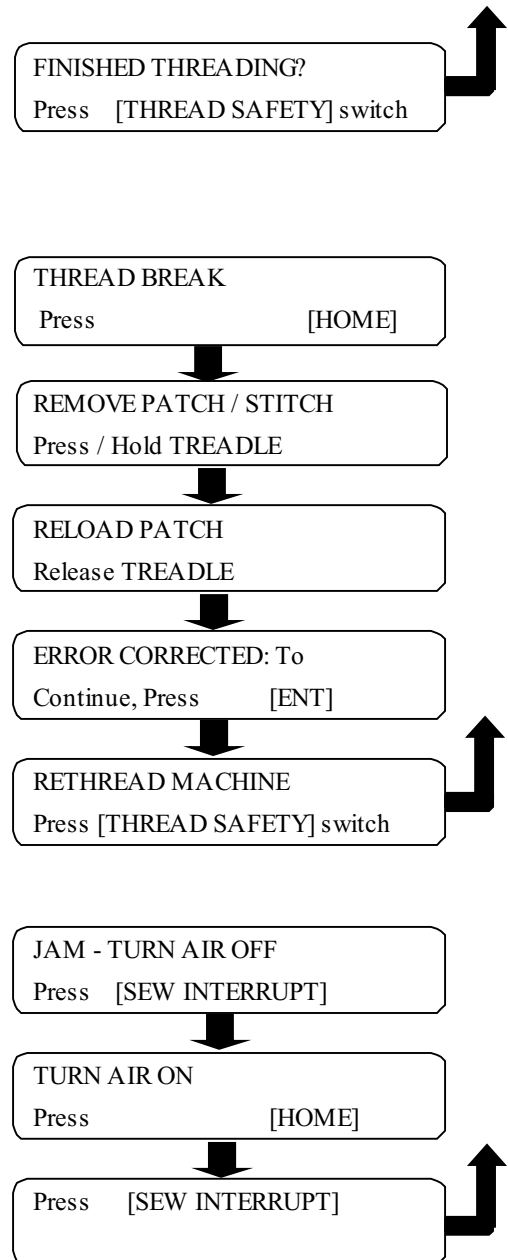 FINISHED THREADING?
Press [THREAD SAFETY] switch
THREAD BREAK
Press [HOME]
REMOVE PATCH / STITCH
Press / Hold TREADLE
RELOAD PATCH
Release TREADLE
ERROR CORRECTED: To
Continue, Press [ENT]
RETHREAD MACHINE
Press [THREAD SAFETY] switch
JAM - TURN AIR OFF
Press [SEW INTERRUPT]
TURN AIR ON
Press [HOME]
Press [SEW INTERRUPT]